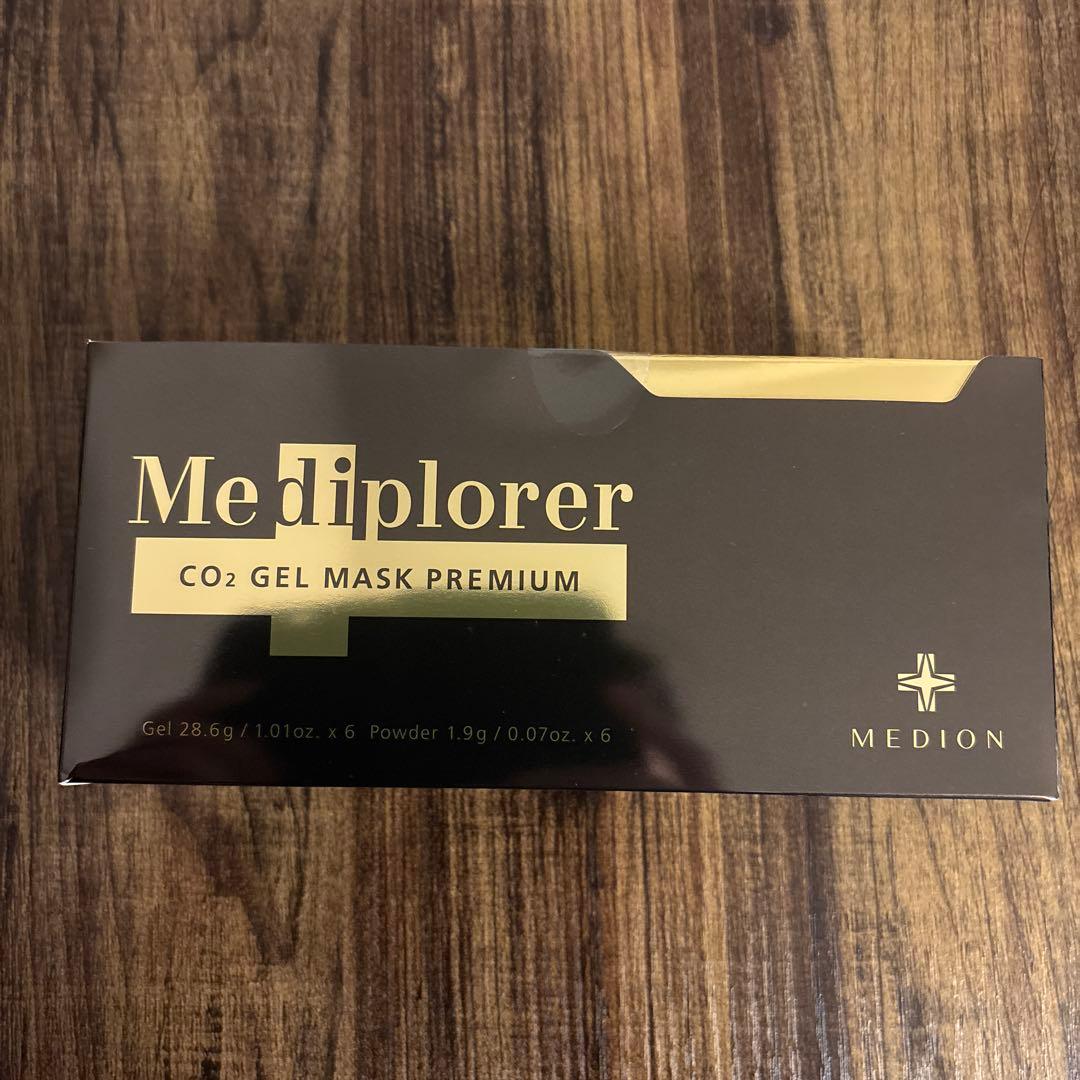 Mediplorer
CO₂ GEL MASK PREMIUM
Gel 28.6g / 1.01oz. x 6 Powder 1.9g / 0.07oz. x 6
MEDION